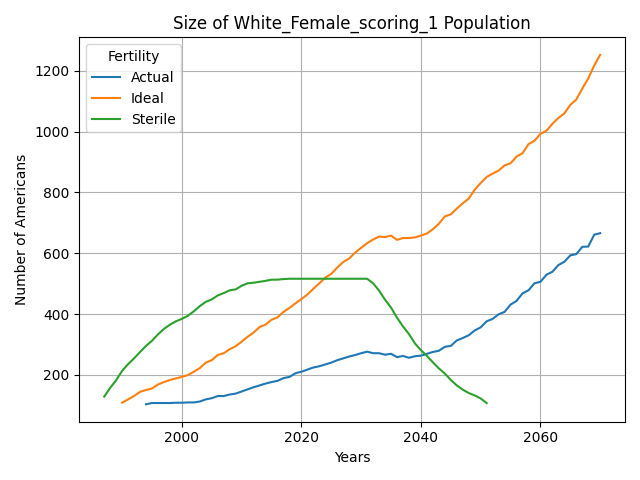 Size of White_Female_scoring_1 Population
Fertility
Actual
Ideal
Sterile
Number of Americans
1200
1000
800
600
400
200
2000
2020
2040
2060
Years